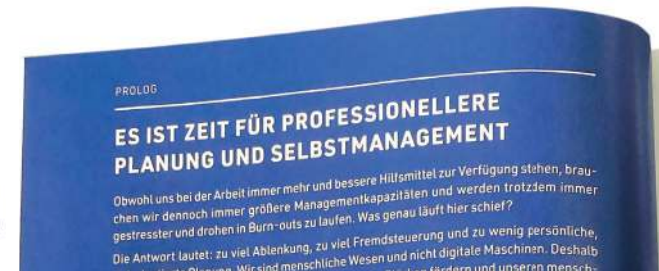 PROLOG
ES IST ZEIT FÜR PROFESSIONELLERE
PLANUNG UND SELBSTMANAGEMENT
Obwohl uns bei der Arbeit immer mehr und bessere Hilfsmittel zur Verfügung stehen, brau-
chen wir dennoch immer größere Managementkapazitäten und werden trotzdem immer
gestresster und drohen in Burn-outs zu laufen. Was genau läuft hier schief?
Die Antwort lautet: zu viel Ablenkung, zu viel Fremdsteuerung und zu wenig persönliche,
Planung. Wir sind menschliche Wesen und nicht digitale Maschinen. Deshalb
fördern und unseren mensch-